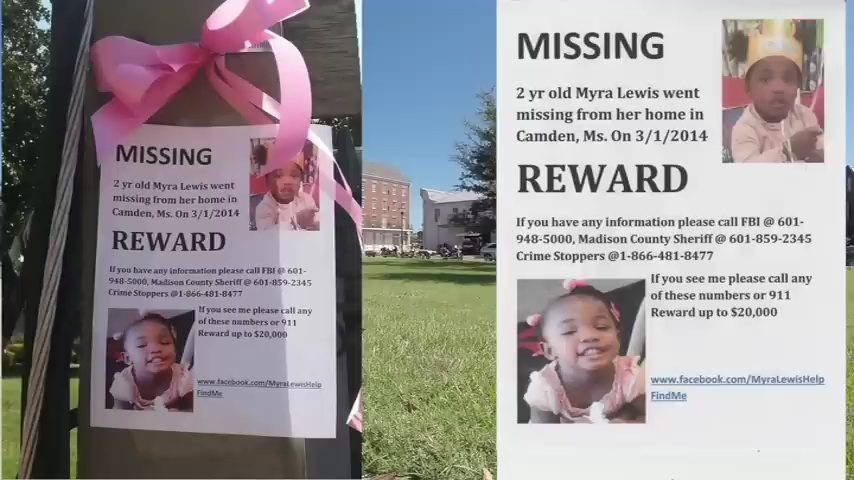 MISSING
2 yr old Myra Lewis went
missing from her home in
Camden, Ms. On 3/1/2014
REWARD
If you have any information please call FBI @ 601-
948-5000, Madison County Sheriff @ 601-859-2345
Crime Stoppers @1-866-481-8477
If you see me please call any
of these numbers or 911
Reward up to $20,000
www.facebook.com/MyraLewisHelp
FindMe
MISSING
2 yr old Myra Lewis went
missing from her home in
Camden, Ms. On 3/1/2014
REWARD
If you have any information please call FBI @ 601-
948-5000, Madison County Sheriff @ 601-859-2345
Crime Stoppers @1-866-481-8477
If you see me please call any
of these numbers or 911
Reward up to $20,000
www.facebook.com/MyraLewisHelp
FindMe